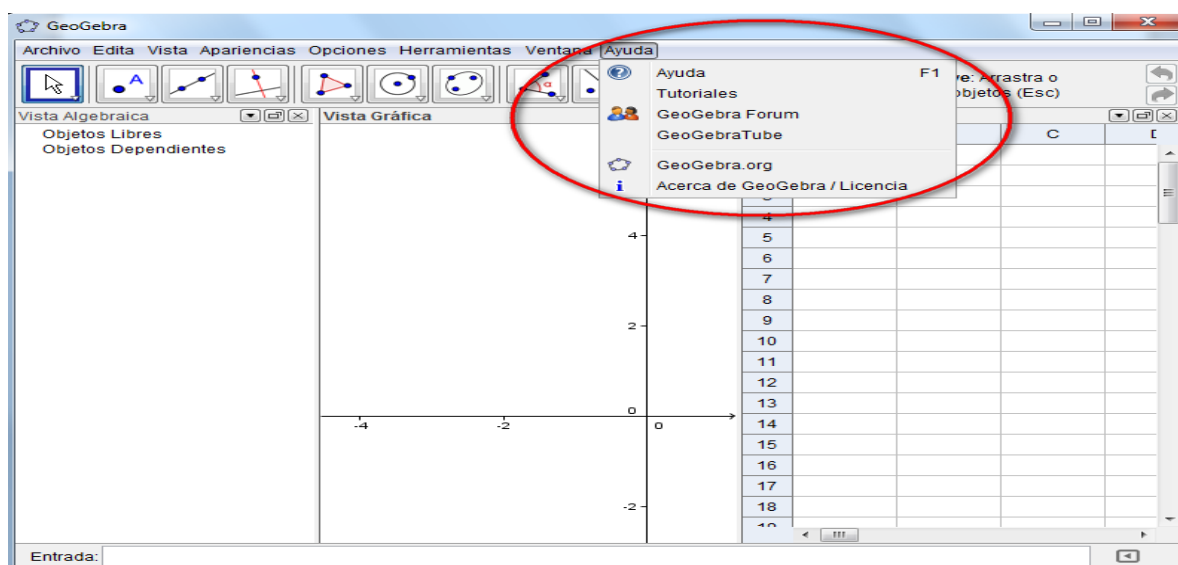 GeoGebra
Archivo Edita Vista Apariencias Opciones Herramientas Ventana Ayuda
A
α
Ayuda F1
Tutoriales
GeoGebra Forum
GeoGebraTube
GeoGebra.org
Acerca de GeoGebra / Licencia
Arrastra o
(Esc)
Vista Algebraica
Objetos Libres
Objetos Dependientes
Vista Gráfica
4
2
0
-4 -2 0
-2
C
4
5
6
7
8
9
10
11
12
13
14
15
16
17
18
Entrada: